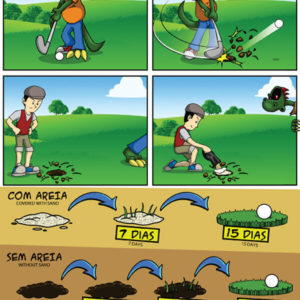 COM AREIA
COVERED WITH SAND
7 DIAS
7 DAYS
15 DIAS
15 DAYS
SEM AREIA
WITHOUT SAND